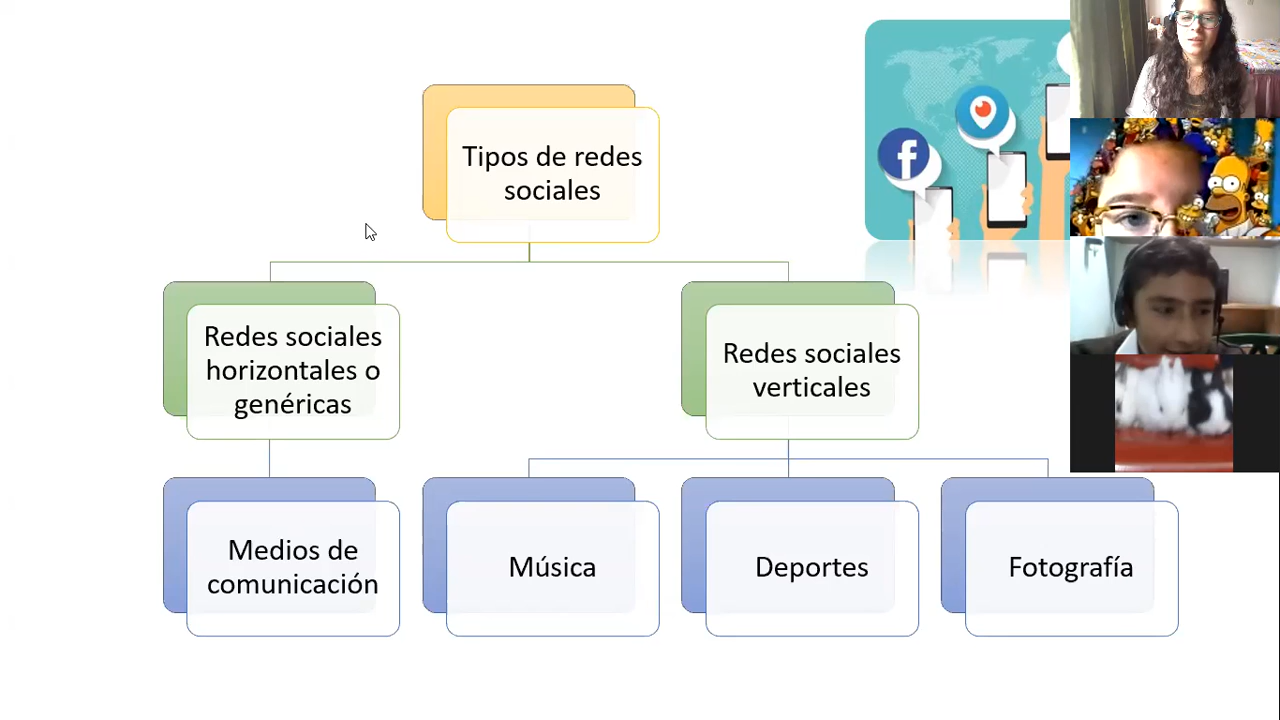 Tipos de redes
sociales
Redes sociales
horizontales o
genéricas
Redes sociales
verticales
Medios de
comunicación
Música
Deportes
Fotografía